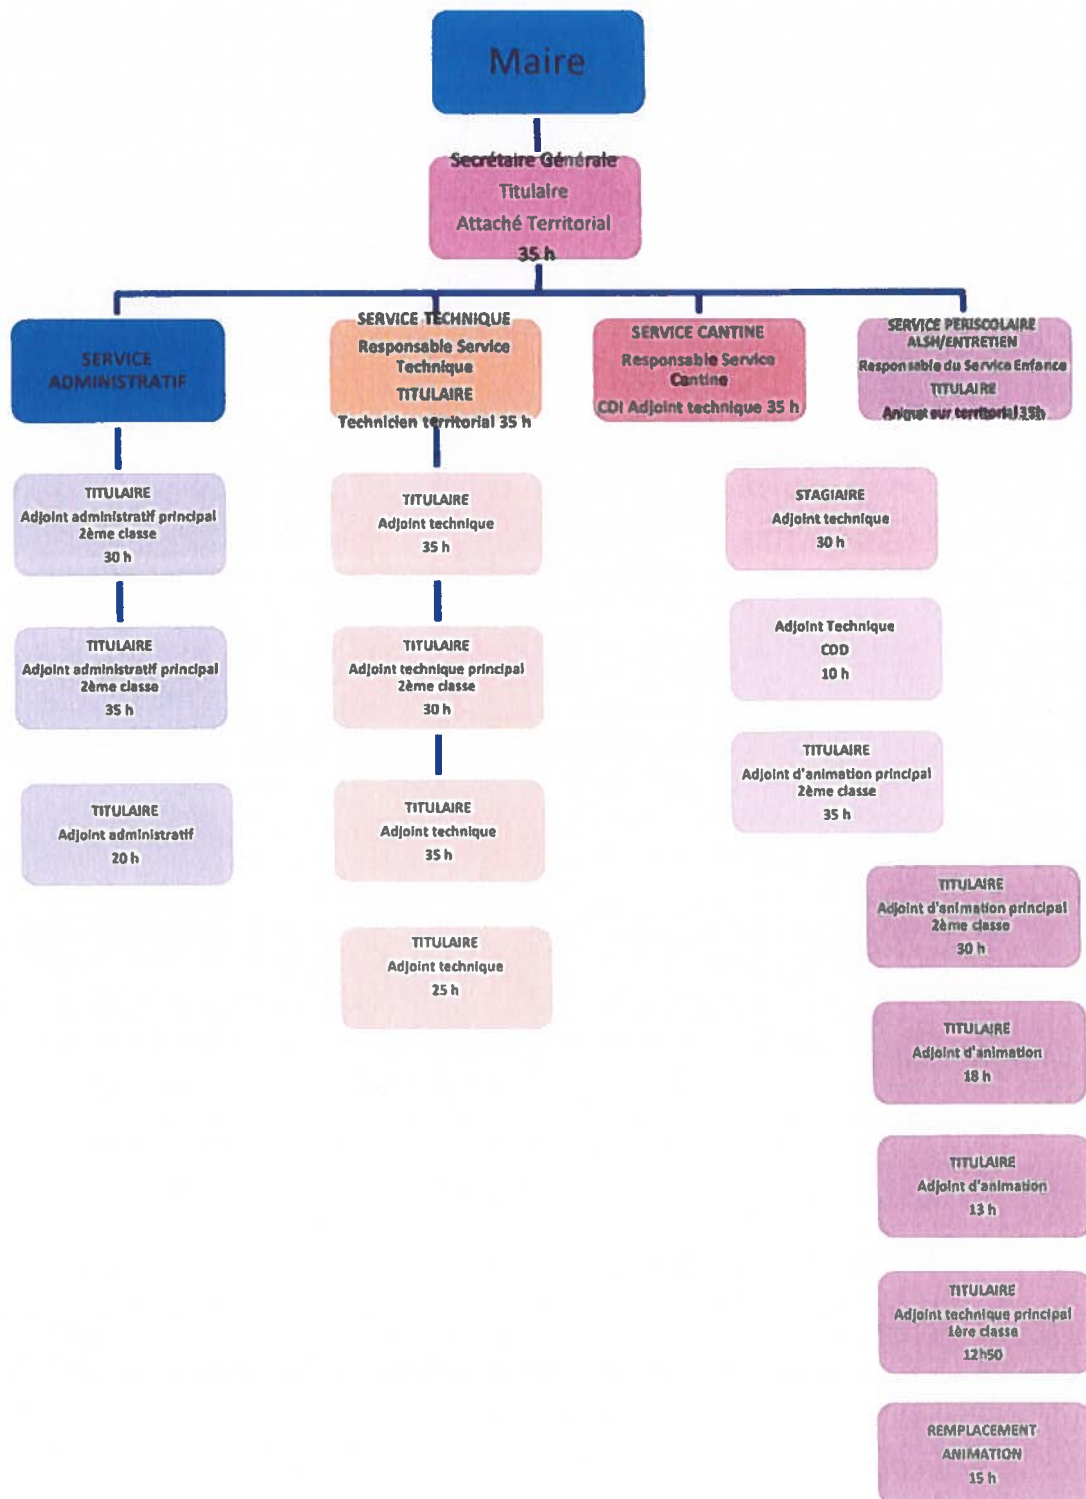 Maire
Secrétaire Générale
Titulaire
Attaché Territorial
35 h
SERVICE
ADMINISTRATIF
SERVICE TECHNIQUE
Responsable Service
Technique
TITULAIRE
Technicien territorial 35 h
SERVICE CANTINE
Responsable Service
Cantine
CDI Adjoint technique 35 h
SERVICE PERISCOLAIRE
ALSH/ENTRETIEN
Responsable du Service Enfance
TITULAIRE
Animateur territorial 35h
TITULAIRE
Adjoint administratif principal
2ème classe
30 h
TITULAIRE
Adjoint administratif principal
2ème classe
35 h
TITULAIRE
Adjoint administratif
20 h
TITULAIRE
Adjoint technique
35 h
TITULAIRE
Adjoint technique principal
2ème classe
30 h
TITULAIRE
Adjoint technique
35 h
TITULAIRE
Adjoint technique
25 h
STAGIAIRE
Adjoint technique
30 h
Adjoint Technique
COD
10 h
TITULAIRE
Adjoint d'animation principal
2ème classe
35 h
TITULAIRE
Adjoint d'animation principal
2ème classe
30 h
TITULAIRE
Adjoint d'animation
18 h
TITULAIRE
Adjoint d'animation
13 h
TITULAIRE
Adjoint technique principal
1ère classe
12h50
REMPLACEMENT
ANIMATION
15 h